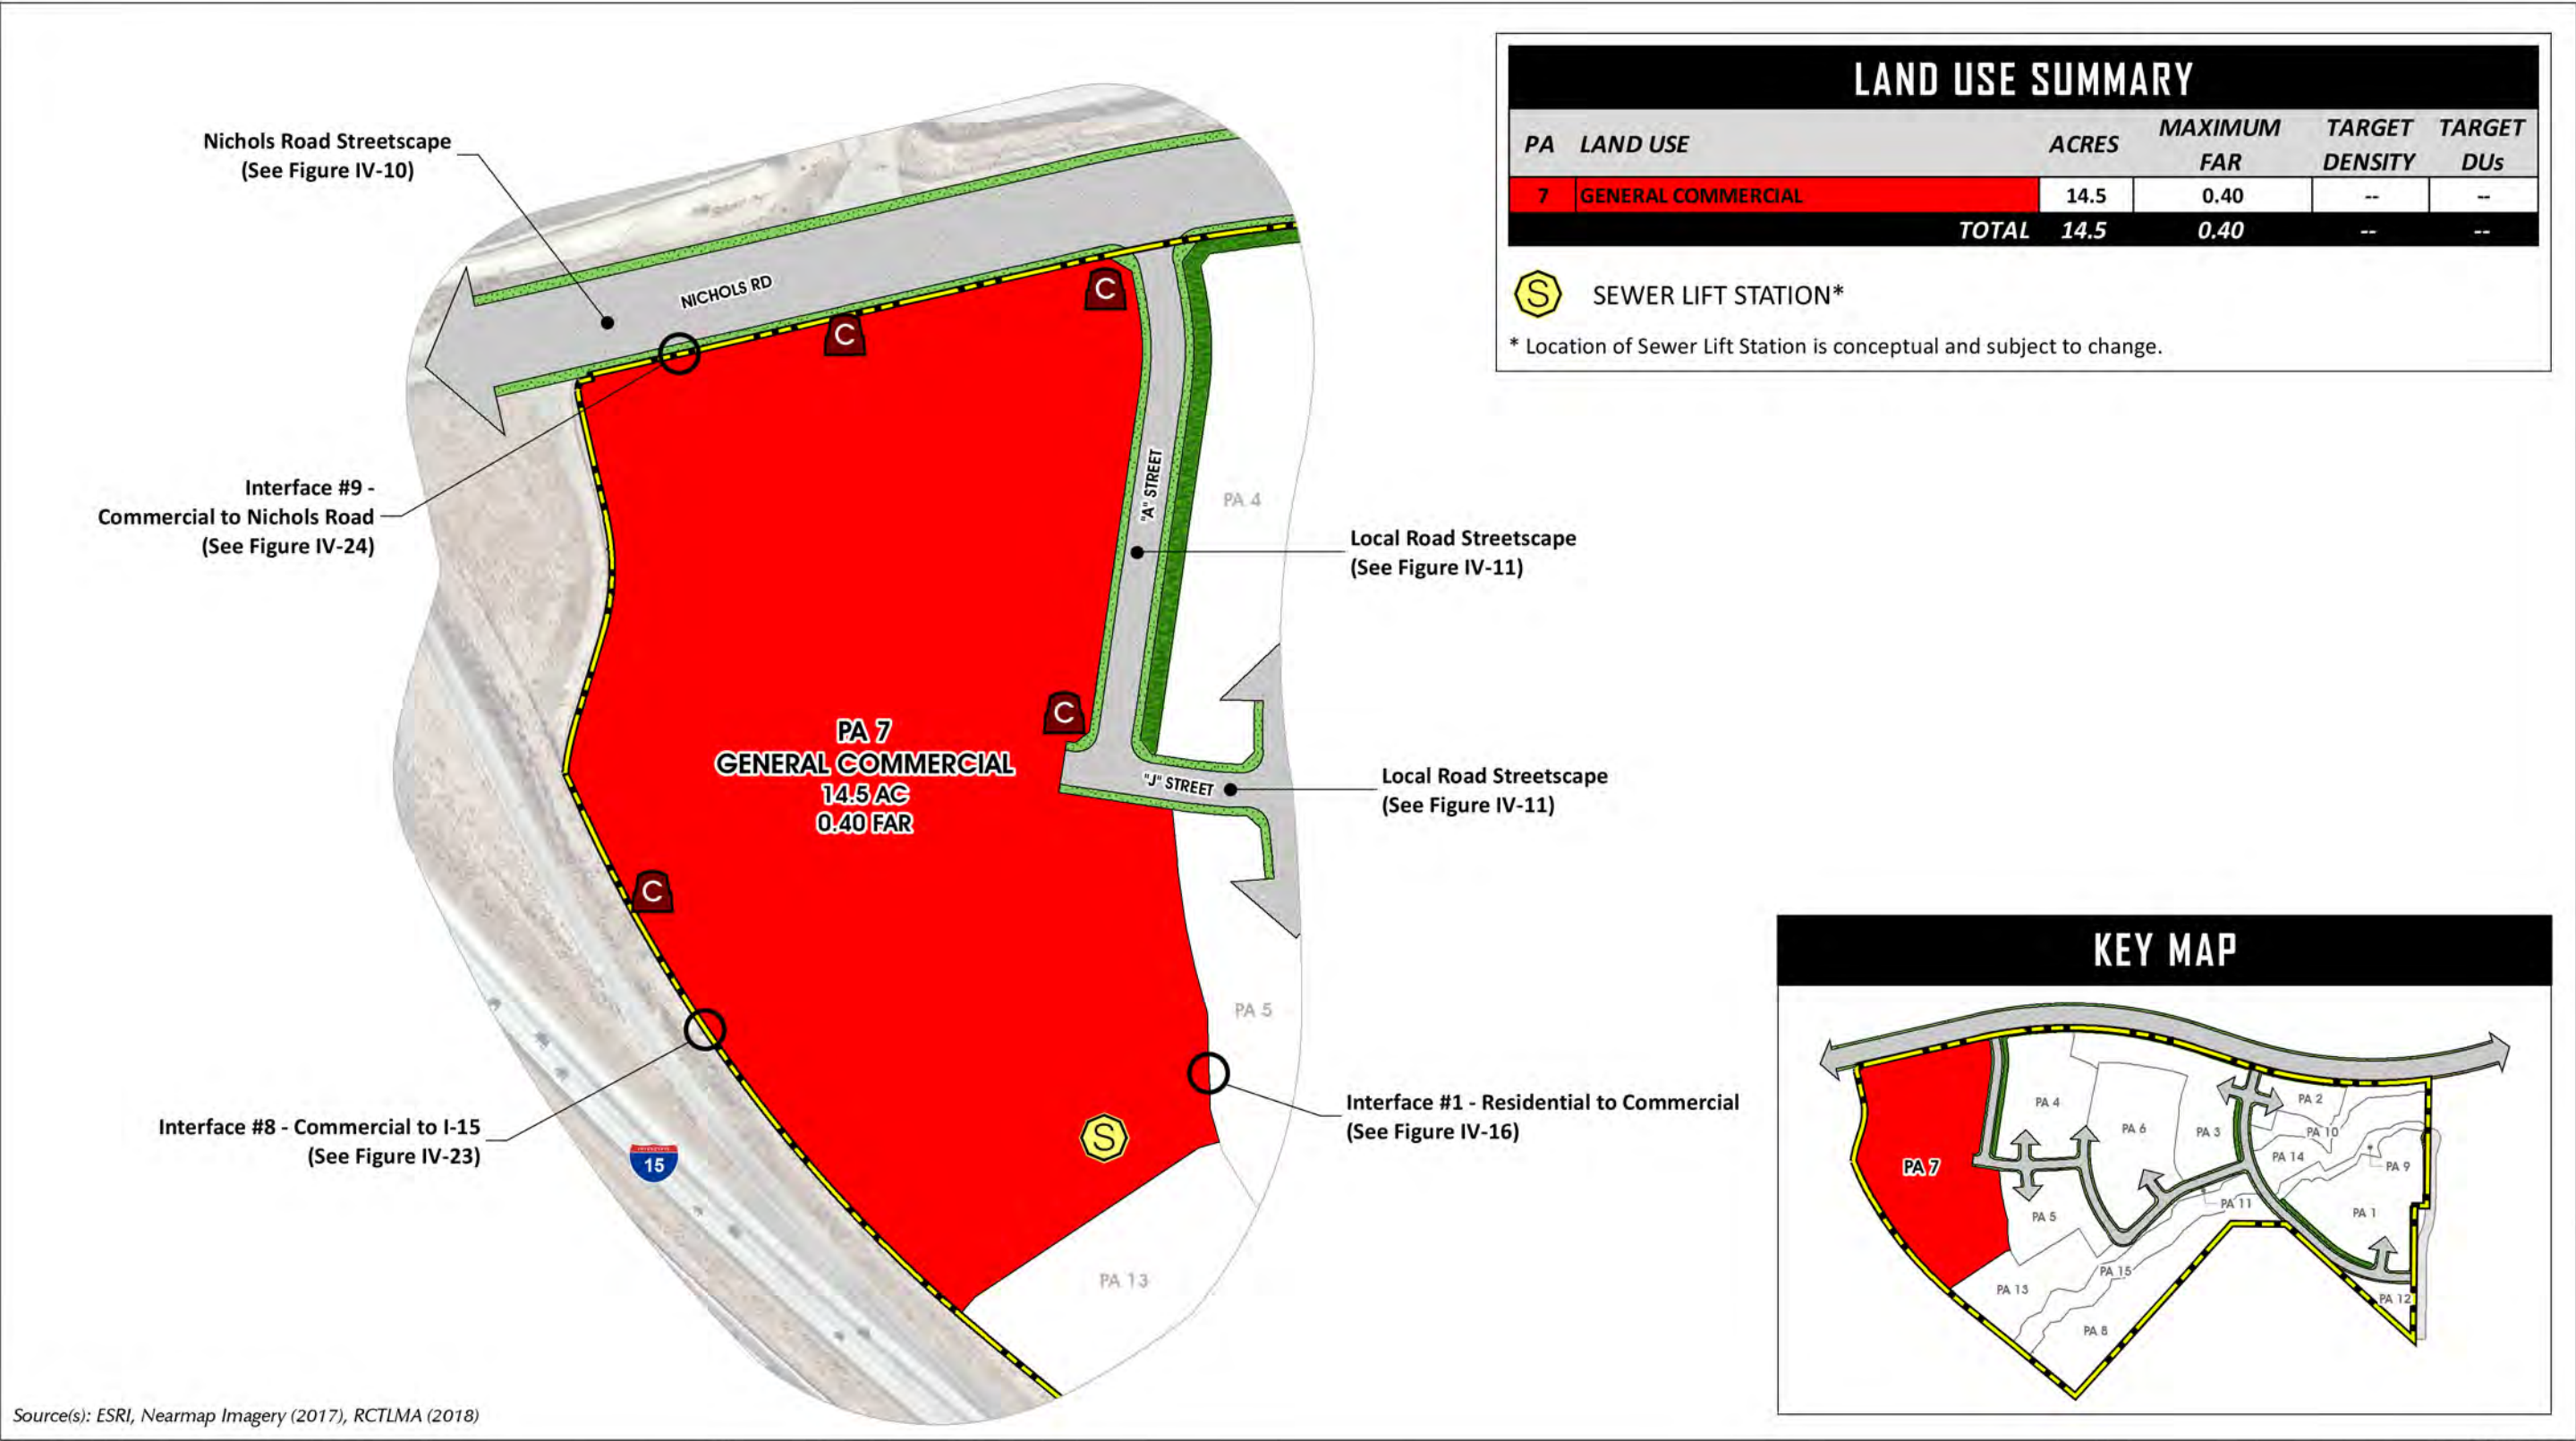 Nichols Road Streetscape
(See Figure IV-10)
Interface #9 -
Commercial to Nichols Road
(See Figure IV-24)
Interface #8 - Commercial to I-15
(See Figure IV-23)
NICHOLS RD
C
C
"A" STREET
PA 4
Local Road Streetscape
(See Figure IV-11)
C
PA 7
GENERAL COMMERCIAL
14.5 AC
0.40 FAR
"J" STREET
Local Road Streetscape
(See Figure IV-11)
C
PA 5
Interface #1 - Residential to Commercial
(See Figure IV-16)
S
INTERSTATE
15
PA 13
LAND USE SUMMARY
PA LAND USE ACRES MAXIMUM FAR TARGET DENSITY TARGET DUs
7 GENERAL COMMERCIAL 14.5 0.40 -- --
TOTAL 14.5 0.40 -- --
S SEWER LIFT STATION*
* Location of Sewer Lift Station is conceptual and subject to change.
KEY MAP
PA 7
PA 4
PA 6
PA 3
PA 2
PA 10
PA 14
PA 9
PA 11
PA 1
PA 5
PA 13
PA 15
PA 8
PA 12
Source(s): ESRI, Nearmap Imagery (2017), RCTLMA (2018)